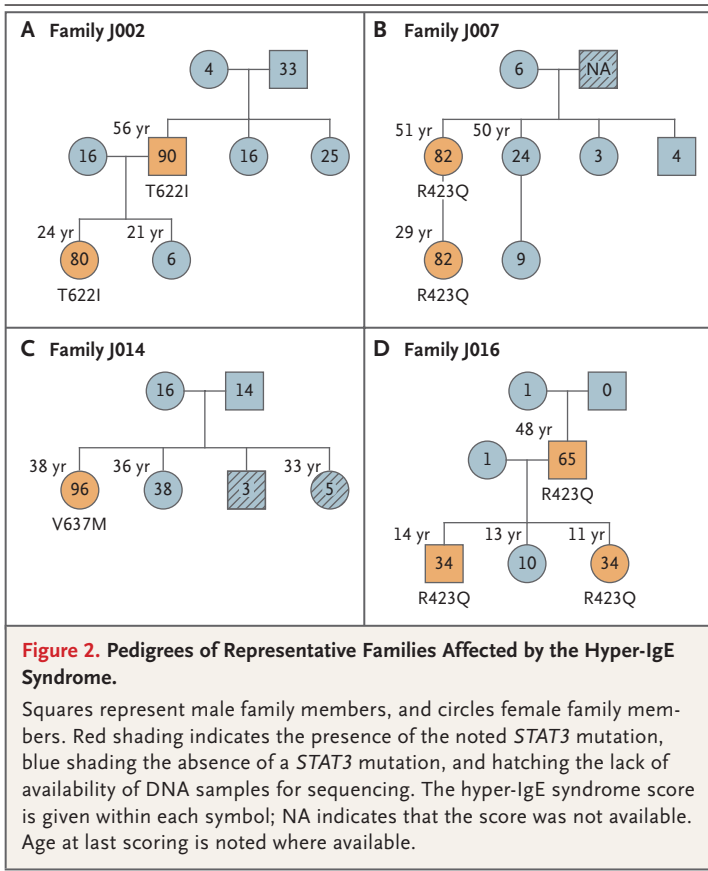 A Family J002
4
33
56 yr
16
90
16
25
T622I
24 yr
21 yr
80
6
T622I
B Family J007
6
NA
51 yr
50 yr
82
24
3
4
R423Q
29 yr
82
9
R423Q
C Family J014
16
14
38 yr
36 yr
33 yr
96
38
3
5
V637M
D Family J016
1
0
48 yr
1
65
R423Q
14 yr
13 yr
11 yr
34
10
34
R423Q
R423Q
Figure 2. Pedigrees of Representative Families Affected by the Hyper-IgE
Syndrome.
Squares represent male family members, and circles female family mem-
bers. Red shading indicates the presence of the noted STAT3 mutation,
blue shading the absence of a STAT3 mutation, and hatching the lack of
availability of DNA samples for sequencing. The hyper-IgE syndrome score
is given within each symbol; NA indicates that the score was not available.
Age at last scoring is noted where available.